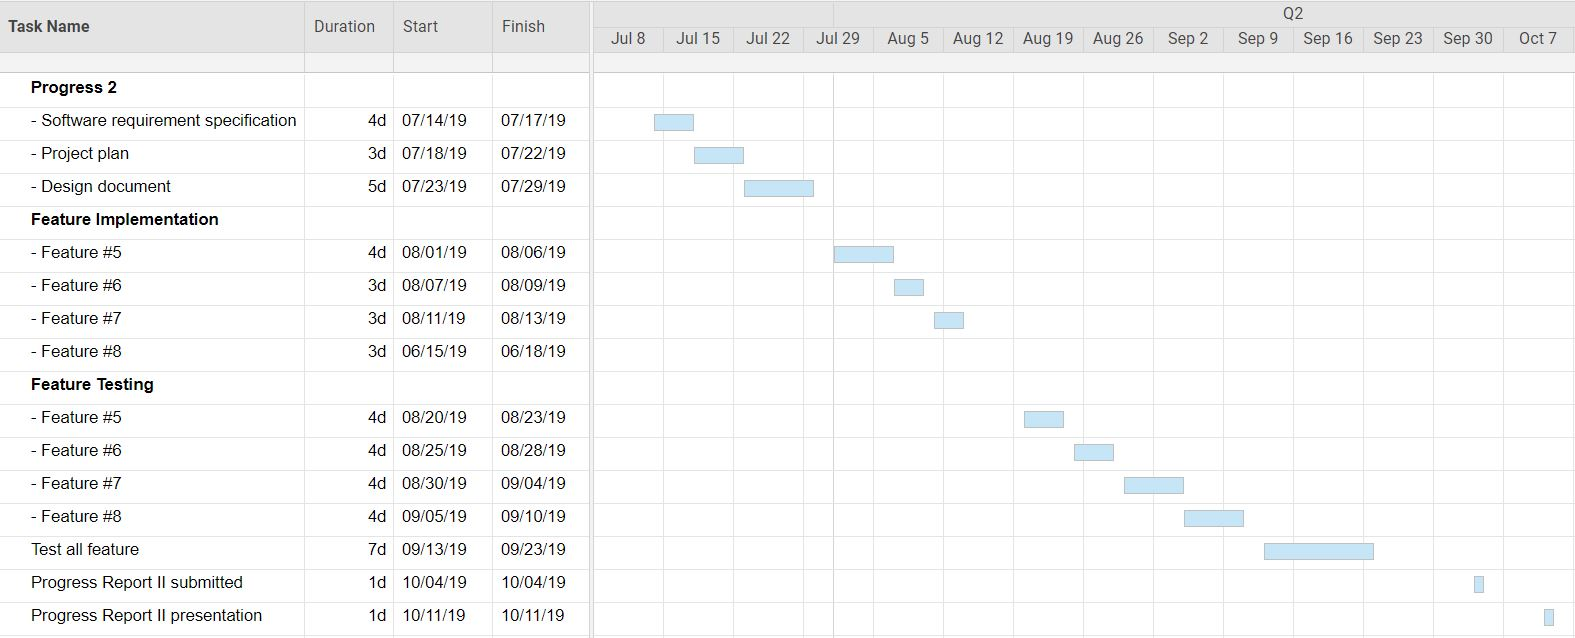 Q2
Task Name Duration Start Finish Jul 8 Jul 15 Jul 22 Jul 29 Aug 5 Aug 12 Aug 19 Aug 26 Sep 2 Sep 9 Sep 16 Sep 23 Sep 30 Oct 7
Progress 2
- Software requirement specification 4d 07/14/19 07/17/19
- Project plan 3d 07/18/19 07/22/19
- Design document 5d 07/23/19 07/29/19
Feature Implementation
- Feature #5 4d 08/01/19 08/06/19
- Feature #6 3d 08/07/19 08/09/19
- Feature #7 3d 08/11/19 08/13/19
- Feature #8 3d 06/15/19 06/18/19
Feature Testing
- Feature #5 4d 08/20/19 08/23/19
- Feature #6 4d 08/25/19 08/28/19
- Feature #7 4d 08/30/19 09/04/19
- Feature #8 4d 09/05/19 09/10/19
Test all feature 7d 09/13/19 09/23/19
Progress Report II submitted 1d 10/04/19 10/04/19
Progress Report II presentation 1d 10/11/19 10/11/19